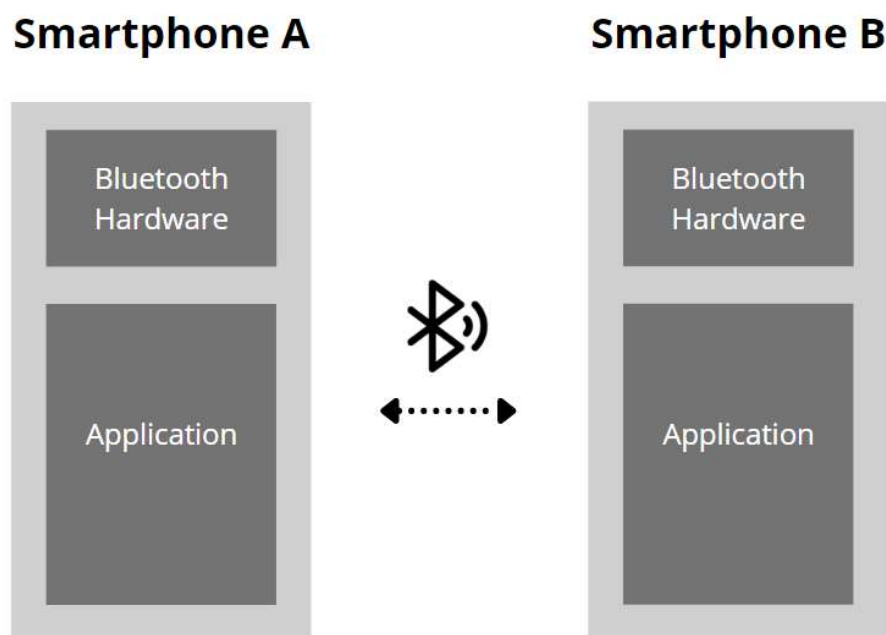 Smartphone A
Smartphone B
Bluetooth
Hardware
Bluetooth
Hardware
Application
Application